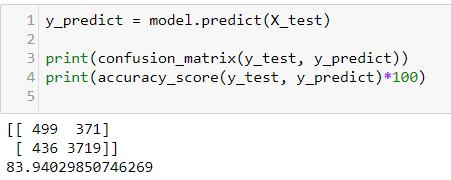 1 y_predict = model.predict(X_test)
2
3 print(confusion_matrix(y_test, y_predict))
4 print(accuracy_score(y_test, y_predict)*100)
5
[[ 499  371]
 [ 436 3719]]
83.94029850746269